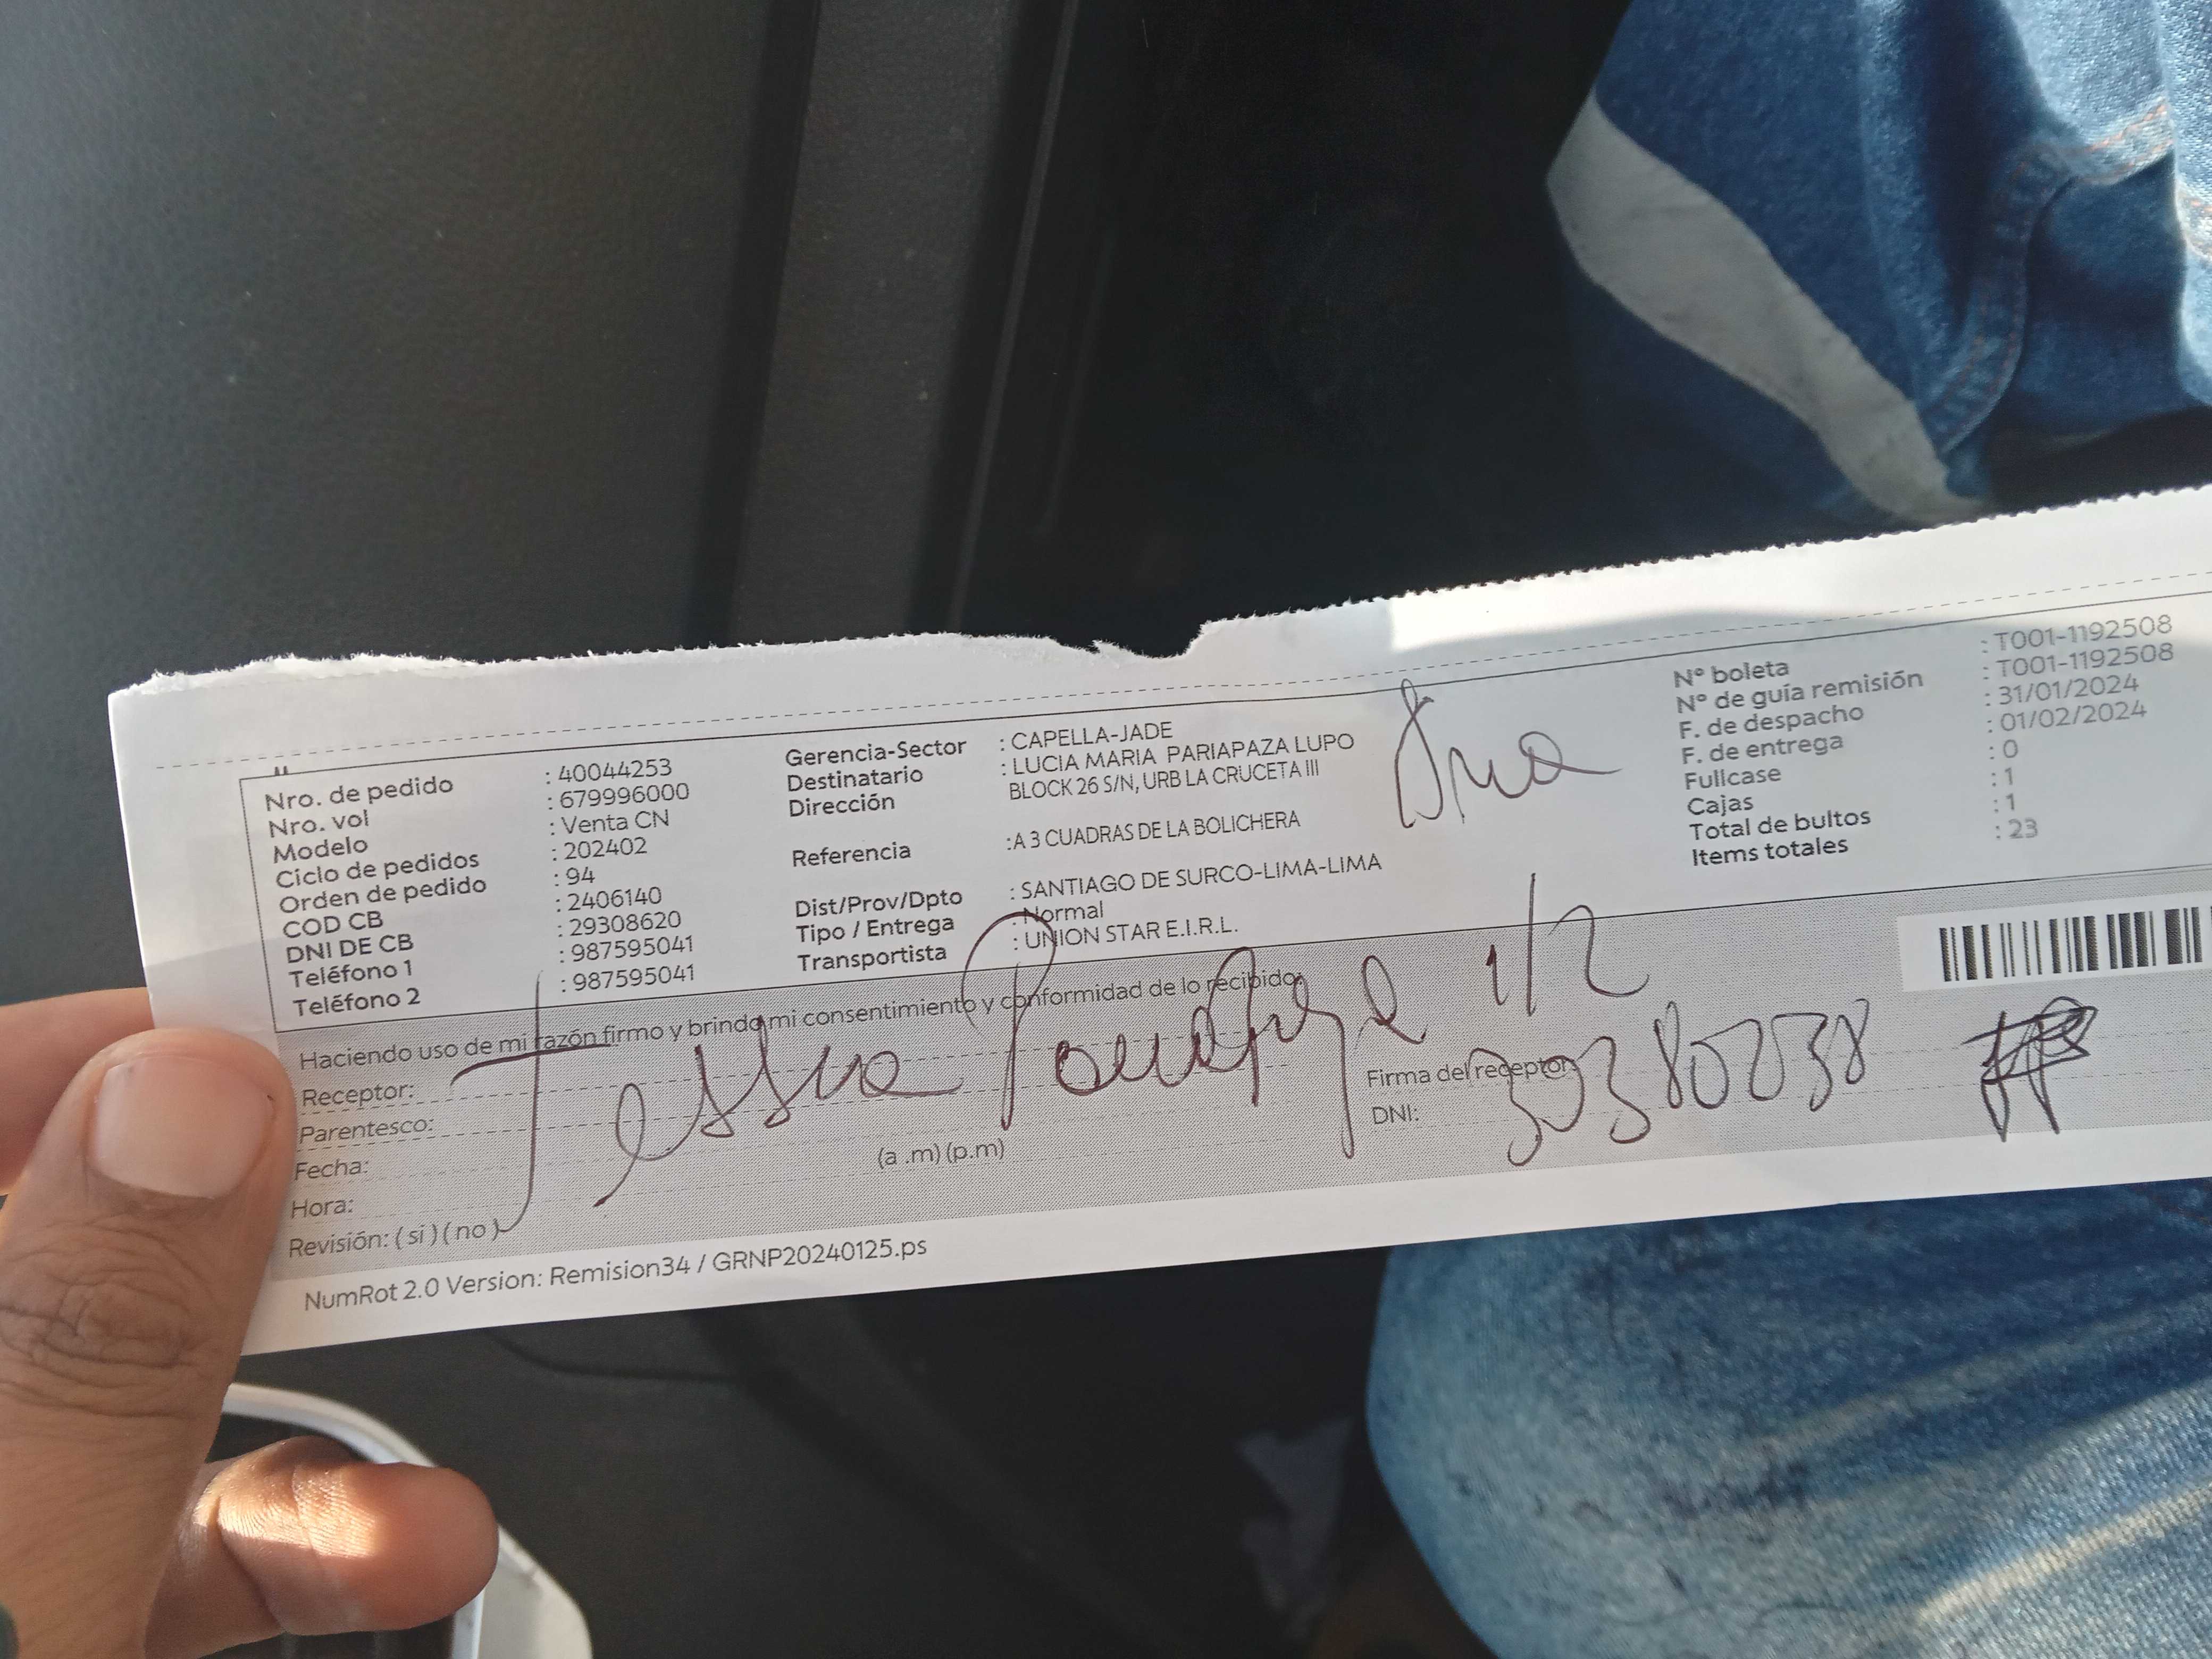 Nro. de pedido : 40044253
Nro. vol : 679996000
Modelo : Venta CN
Ciclo de pedidos : 202402
Orden de pedido : 94
COD CB : 2406140
DNI DE CB : 29308620
Teléfono 1 : 987595041
Teléfono 2 : 987595041
Gerencia-Sector : CAPELLA-JADE
Destinatario : LUCIA MARIA PARIAPAZA LUPO
Dirección BLOCK 26 S/N, URB LA CRUCETA III
Referencia :A 3 CUADRAS DE LA BOLICHERA
Dist/Prov/Dpto : SANTIAGO DE SURCO-LIMA-LIMA
Tipo / Entrega : Normal
Transportista : UNION STAR E.I.R.L.
N° boleta : T001-1192508
N° de guía remisión : T001-1192508
F. de despacho : 31/01/2024
F. de entrega : 01/02/2024
Fullcase : 0
Cajas : 1
Total de bultos : 1
Items totales : 23
Haciendo uso de mi razón firmo y brindo mi consentimiento y conformidad de lo recibido:
1/2
Receptor:
Parentesco:
Fecha:
Hora: (a .m) (p.m)
Revisión: ( si ) ( no )
Firma del receptor
DNI:
NumRot 2.0 Version: Remision34 / GRNP20240125.ps